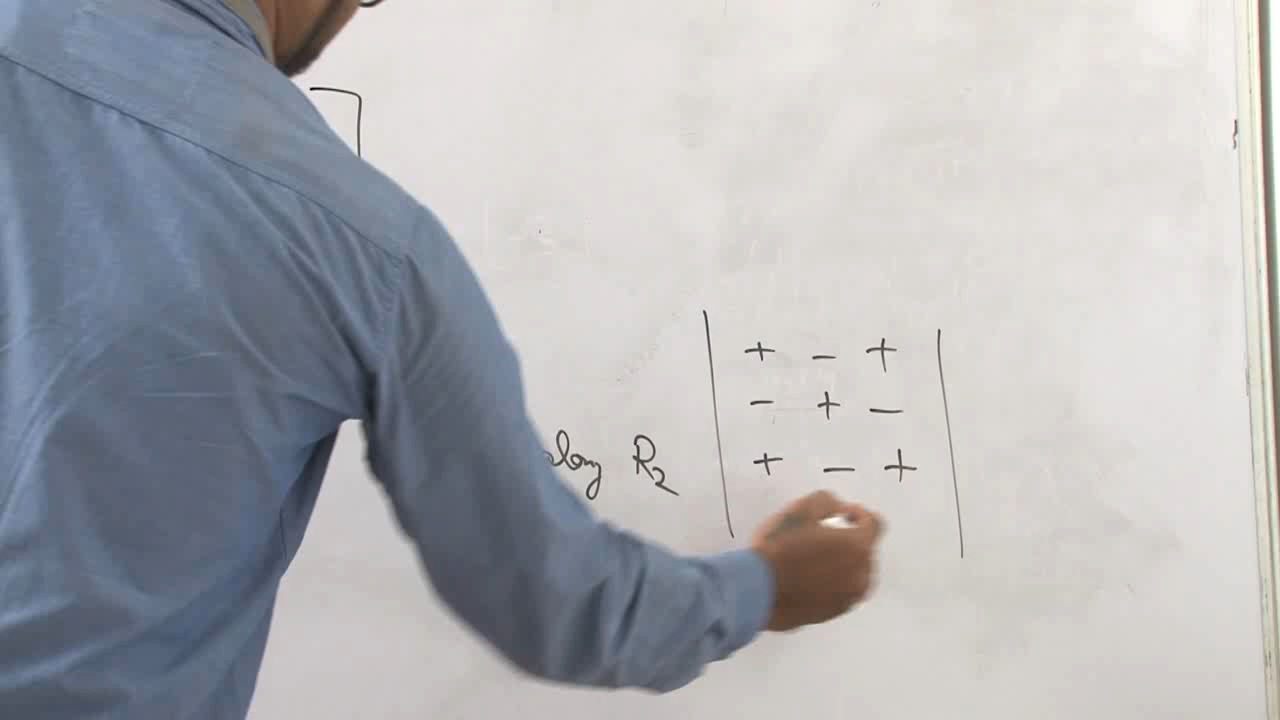 + − +
− + −
along R₂
+ − +